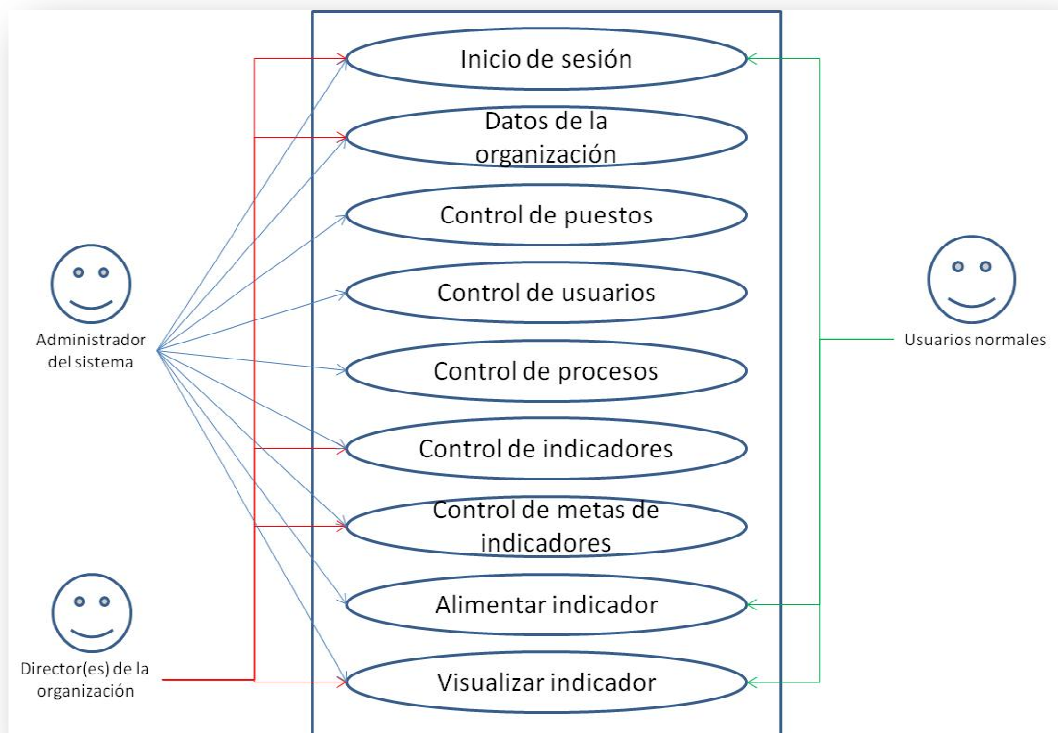 Inicio de sesión
Datos de la
organización
Control de puestos
Control de usuarios
Control de procesos
Control de indicadores
Control de metas de
indicadores
Alimentar indicador
Visualizar indicador
Administrador
del sistema
Director(es) de la
organización
Usuarios normales